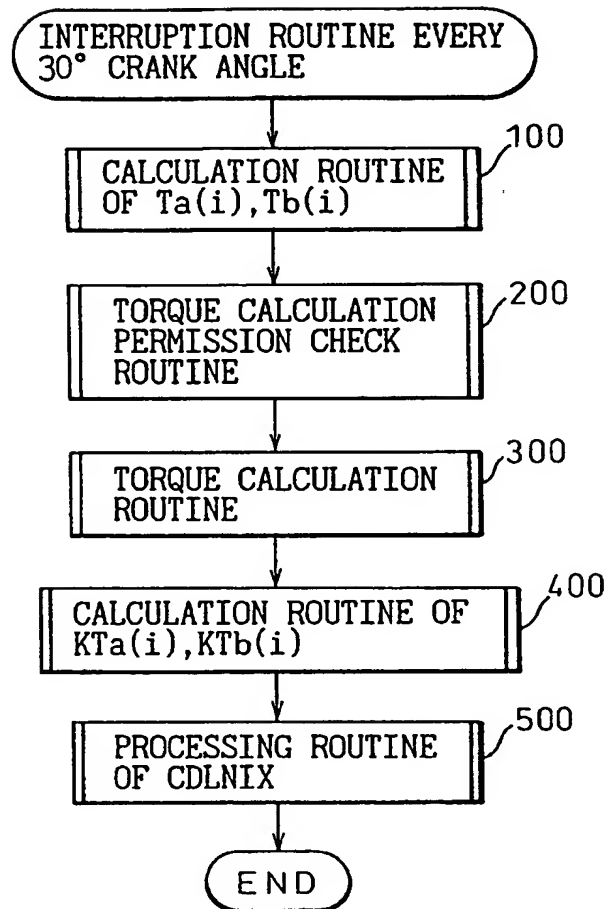 INTERRUPTION ROUTINE EVERY
30° CRANK ANGLE
100
CALCULATION ROUTINE
OF Ta(i),Tb(i)
200
TORQUE CALCULATION
PERMISSION CHECK
ROUTINE
300
TORQUE CALCULATION
ROUTINE
400
CALCULATION ROUTINE OF
KTa(i),KTb(i)
500
PROCESSING ROUTINE
OF CDLNIX
END